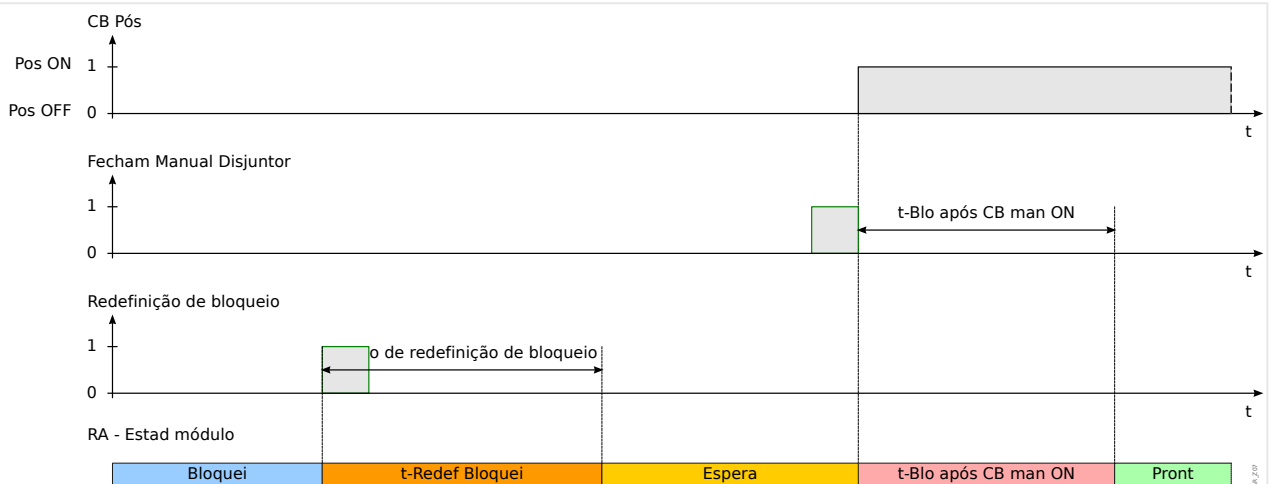 CB Pós
Pos ON 1
Pos OFF 0
t
Fecham Manual Disjuntor
1
t-Blo após CB man ON
0
t
Redefinição de bloqueio
1
o de redefinição de bloqueio
0
t
RA - Estad módulo
Bloquei t-Redef Bloquei Espera t-Blo após CB man ON Pront